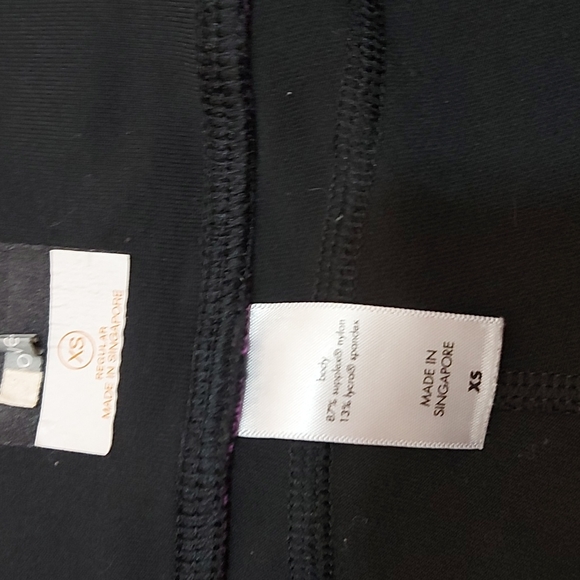 XS
REGULAR
MADE IN SINGAPORE
body
87% supplex® nylon
13% lycra® spandex
MADE IN
SINGAPORE
XS